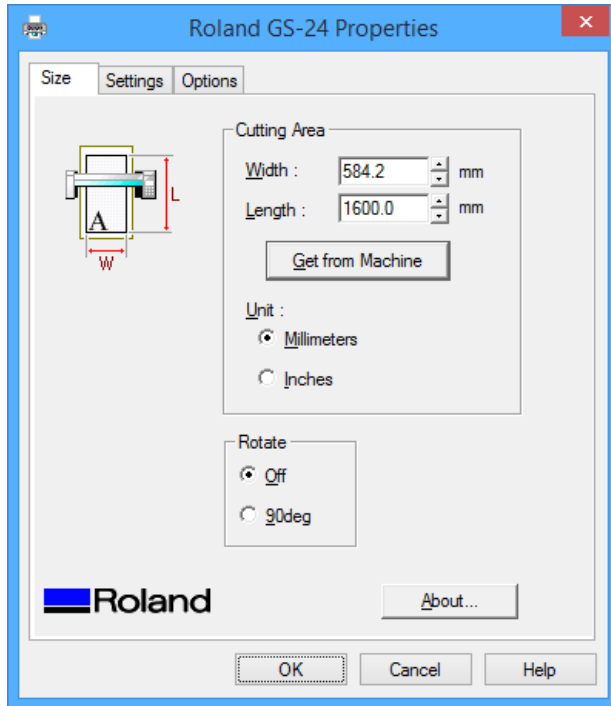 Roland GS-24 Properties
Size Settings Options
Cutting Area
Width : 584.2 mm
Length : 1600.0 mm
L
A
W
Get from Machine
Unit :
Millimeters
Inches
Rotate
Off
90deg
Roland
About...
OK Cancel Help